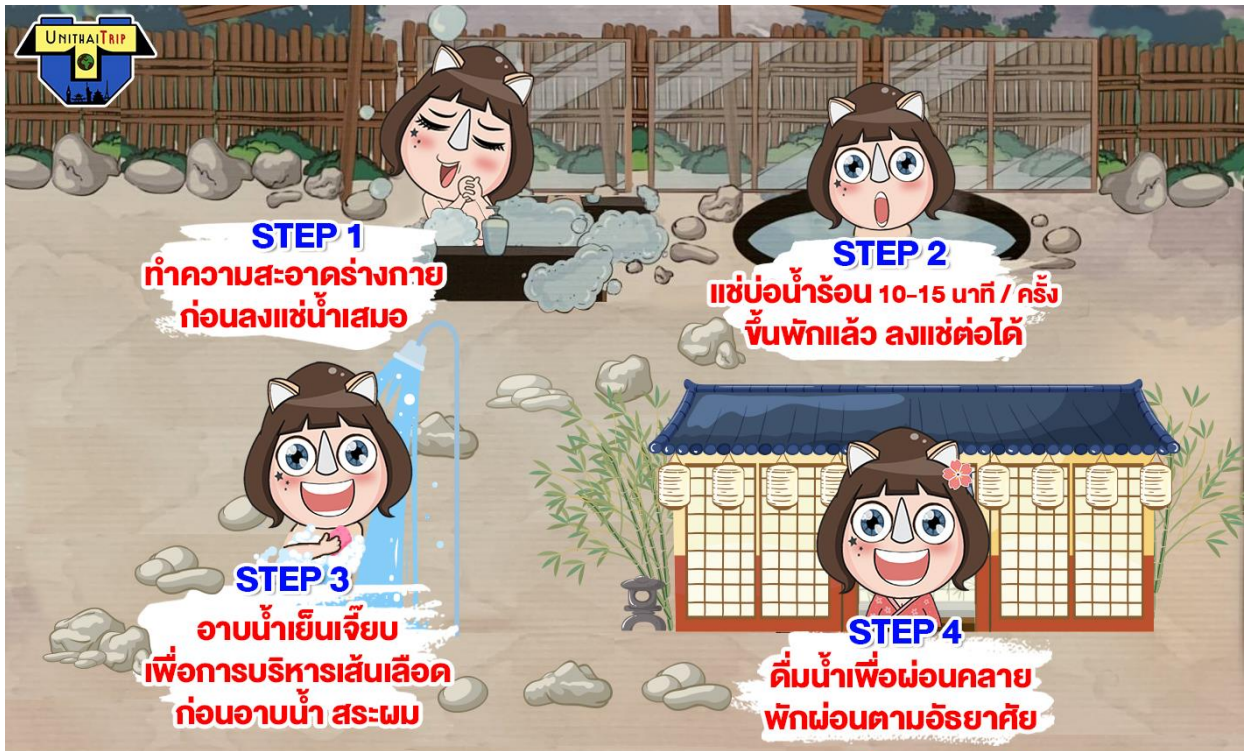 UNITHAITRIP
STEP 1
ทำความสะอาดร่างกาย
ก่อนลงแช่น้ำเสมอ
STEP 2
แช่บ่อน้ำร้อน 10-15 นาที / ครั้ง
ขึ้นพักแล้ว ลงแช่ต่อได้
STEP 3
อาบน้ำเย็นเจี๊ยบ
เพื่อการบริหารเส้นเลือด
ก่อนอาบน้ำ สระผม
STEP 4
ดื่มน้ำเพื่อผ่อนคลาย
พักผ่อนตามอัธยาศัย